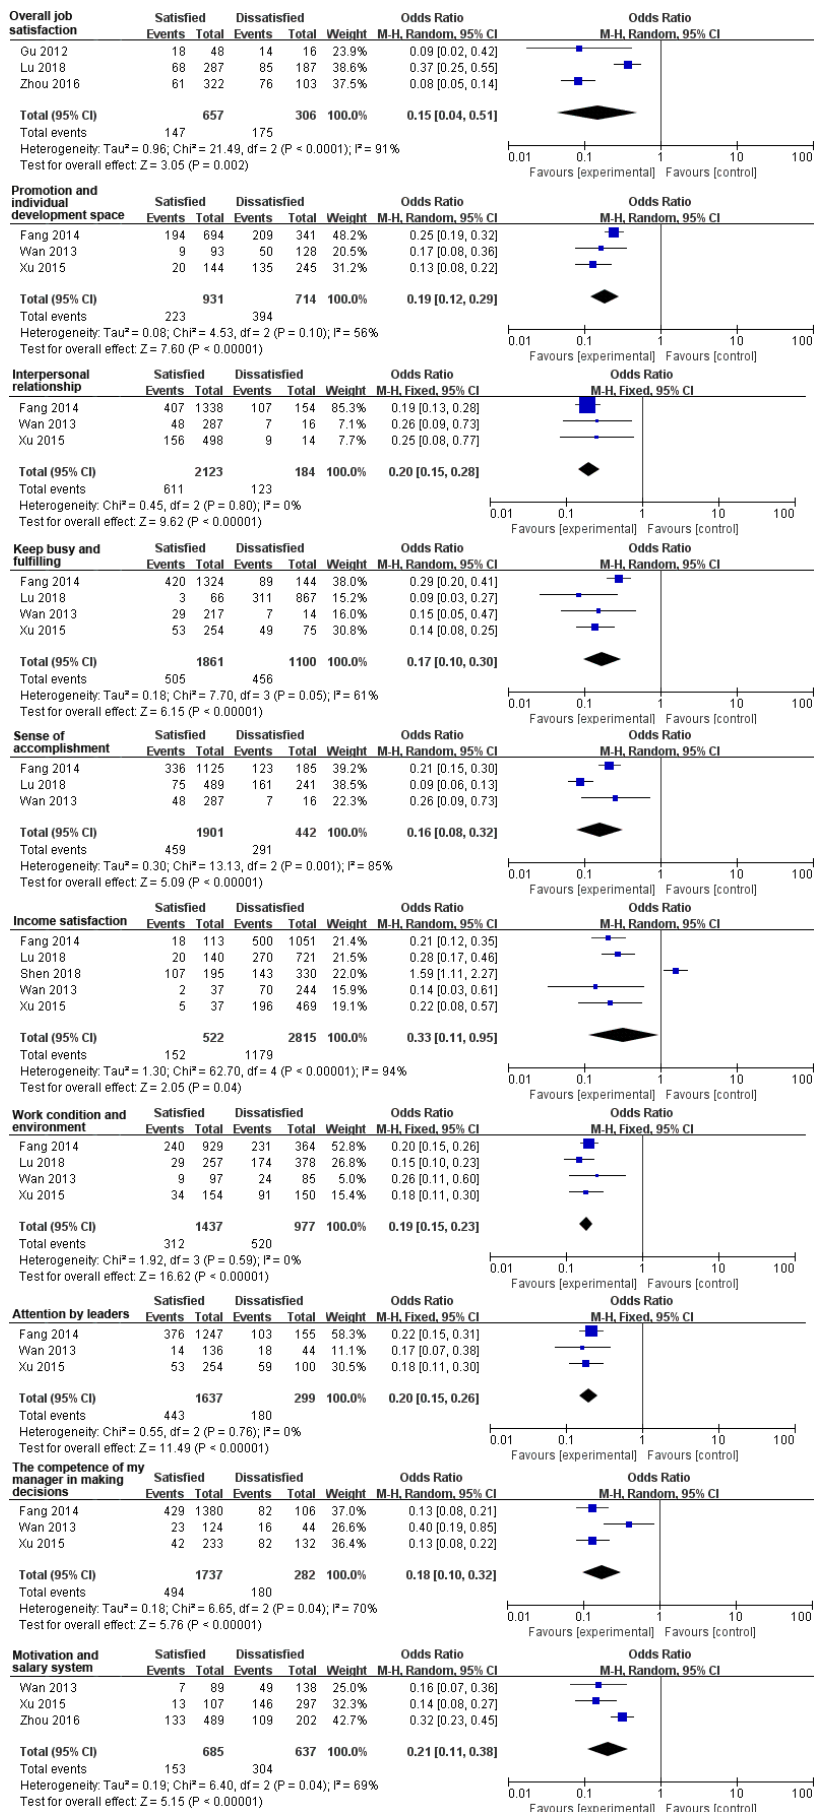 Overall job satisfaction Satisfied Dissatisfied Odds Ratio Odds Ratio
Events Total Events Total Weight M-H, Random, 95% CI M-H, Random, 95% CI
Gu 2012 18 48 14 16 23.9% 0.09 [0.02, 0.42]
Lu 2018 68 287 85 187 38.6% 0.37 [0.25, 0.55]
Zhou 2016 61 322 76 103 37.5% 0.08 [0.05, 0.14]
Total (95% CI) 657 306 100.0% 0.15 [0.04, 0.51]
Total events 147 175
Heterogeneity: Tau² = 0.96; Chi² = 21.49, df = 2 (P < 0.0001); I² = 91%
Test for overall effect: Z = 3.05 (P = 0.002)
0.01 0.1 1 10 100
Favours [experimental] Favours [control]
Promotion and individual development space Satisfied Dissatisfied Odds Ratio Odds Ratio
Events Total Events Total Weight M-H, Random, 95% CI M-H, Random, 95% CI
Fang 2014 194 694 209 341 48.2% 0.25 [0.19, 0.32]
Wan 2013 9 93 50 128 20.5% 0.17 [0.08, 0.36]
Xu 2015 20 144 135 245 31.2% 0.13 [0.08, 0.22]
Total (95% CI) 931 714 100.0% 0.19 [0.12, 0.29]
Total events 223 394
Heterogeneity: Tau² = 0.08; Chi² = 4.53, df = 2 (P = 0.10); I² = 56%
Test for overall effect: Z = 7.60 (P < 0.00001)
0.01 0.1 1 10 100
Favours [experimental] Favours [control]
Interpersonal relationship Satisfied Dissatisfied Odds Ratio Odds Ratio
Events Total Events Total Weight M-H, Fixed, 95% CI M-H, Fixed, 95% CI
Fang 2014 407 1338 107 154 85.3% 0.19 [0.13, 0.28]
Wan 2013 48 287 7 16 7.1% 0.26 [0.09, 0.73]
Xu 2015 156 498 9 14 7.7% 0.25 [0.08, 0.77]
Total (95% CI) 2123 184 100.0% 0.20 [0.15, 0.28]
Total events 611 123
Heterogeneity: Chi² = 0.45, df = 2 (P = 0.80); I² = 0%
Test for overall effect: Z = 9.62 (P < 0.00001)
0.01 0.1 1 10 100
Favours [experimental] Favours [control]
Keep busy and fulfilling Satisfied Dissatisfied Odds Ratio Odds Ratio
Events Total Events Total Weight M-H, Random, 95% CI M-H, Random, 95% CI
Fang 2014 420 1324 89 144 38.0% 0.29 [0.20, 0.41]
Lu 2018 3 66 311 867 15.2% 0.09 [0.03, 0.27]
Wan 2013 29 217 7 14 16.0% 0.15 [0.05, 0.47]
Xu 2015 53 254 49 75 30.8% 0.14 [0.08, 0.25]
Total (95% CI) 1861 1100 100.0% 0.17 [0.10, 0.30]
Total events 505 456
Heterogeneity: Tau² = 0.18; Chi² = 7.70, df = 3 (P = 0.05); I² = 61%
Test for overall effect: Z = 6.15 (P < 0.00001)
0.01 0.1 1 10 100
Favours [experimental] Favours [control]
Sense of accomplishment Satisfied Dissatisfied Odds Ratio Odds Ratio
Events Total Events Total Weight M-H, Random, 95% CI M-H, Random, 95% CI
Fang 2014 336 1125 123 185 39.2% 0.21 [0.15, 0.30]
Lu 2018 75 489 161 241 38.5% 0.09 [0.06, 0.13]
Wan 2013 48 287 7 16 22.3% 0.26 [0.09, 0.73]
Total (95% CI) 1901 442 100.0% 0.16 [0.08, 0.32]
Total events 459 291
Heterogeneity: Tau² = 0.30; Chi² = 13.13, df = 2 (P = 0.001); I² = 85%
Test for overall effect: Z = 5.09 (P < 0.00001)
0.01 0.1 1 10 100
Favours [experimental] Favours [control]
Income satisfaction Satisfied Dissatisfied Odds Ratio Odds Ratio
Events Total Events Total Weight M-H, Random, 95% CI M-H, Random, 95% CI
Fang 2014 18 113 500 1051 21.4% 0.21 [0.12, 0.35]
Lu 2018 20 140 270 721 21.5% 0.28 [0.17, 0.46]
Shen 2018 107 195 143 330 22.0% 1.59 [1.11, 2.27]
Wan 2013 2 37 70 244 15.9% 0.14 [0.03, 0.61]
Xu 2015 5 37 196 469 19.1% 0.22 [0.08, 0.57]
Total (95% CI) 522 2815 100.0% 0.33 [0.11, 0.95]
Total events 152 1179
Heterogeneity: Tau² = 1.30; Chi² = 62.70, df = 4 (P < 0.00001); I² = 94%
Test for overall effect: Z = 2.05 (P = 0.04)
0.01 0.1 1 10 100
Favours [experimental] Favours [control]
Work condition and environment Satisfied Dissatisfied Odds Ratio Odds Ratio
Events Total Events Total Weight M-H, Fixed, 95% CI M-H, Fixed, 95% CI
Fang 2014 240 929 231 364 52.8% 0.20 [0.15, 0.26]
Lu 2018 29 257 174 378 26.8% 0.15 [0.10, 0.23]
Wan 2013 9 97 24 85 5.0% 0.26 [0.11, 0.60]
Xu 2015 34 154 91 150 15.4% 0.18 [0.11, 0.30]
Total (95% CI) 1437 977 100.0% 0.19 [0.15, 0.23]
Total events 312 520
Heterogeneity: Chi² = 1.92, df = 3 (P = 0.59); I² = 0%
Test for overall effect: Z = 16.62 (P < 0.00001)
0.01 0.1 1 10 100
Favours [experimental] Favours [control]
Attention by leaders Satisfied Dissatisfied Odds Ratio Odds Ratio
Events Total Events Total Weight M-H, Fixed, 95% CI M-H, Fixed, 95% CI
Fang 2014 376 1247 103 155 58.3% 0.22 [0.15, 0.31]
Wan 2013 14 136 18 44 11.1% 0.17 [0.07, 0.38]
Xu 2015 53 254 59 100 30.5% 0.18 [0.11, 0.30]
Total (95% CI) 1637 299 100.0% 0.20 [0.15, 0.26]
Total events 443 180
Heterogeneity: Chi² = 0.55, df = 2 (P = 0.76); I² = 0%
Test for overall effect: Z = 11.49 (P < 0.00001)
0.01 0.1 1 10 100
Favours [experimental] Favours [control]
The competence of my manager in making decisions Satisfied Dissatisfied Odds Ratio Odds Ratio
Events Total Events Total Weight M-H, Random, 95% CI M-H, Random, 95% CI
Fang 2014 429 1380 82 106 37.0% 0.13 [0.08, 0.21]
Wan 2013 23 124 16 44 26.6% 0.40 [0.19, 0.85]
Xu 2015 42 233 82 132 36.4% 0.13 [0.08, 0.22]
Total (95% CI) 1737 282 100.0% 0.18 [0.10, 0.32]
Total events 494 180
Heterogeneity: Tau² = 0.18; Chi² = 6.65, df = 2 (P = 0.04); I² = 70%
Test for overall effect: Z = 5.76 (P < 0.00001)
0.01 0.1 1 10 100
Favours [experimental] Favours [control]
Motivation and salary system Satisfied Dissatisfied Odds Ratio Odds Ratio
Events Total Events Total Weight M-H, Random, 95% CI M-H, Random, 95% CI
Wan 2013 7 89 49 138 25.0% 0.16 [0.07, 0.36]
Xu 2015 13 107 146 297 32.3% 0.14 [0.08, 0.27]
Zhou 2016 133 489 109 202 42.7% 0.32 [0.23, 0.45]
Total (95% CI) 685 637 100.0% 0.21 [0.11, 0.38]
Total events 153 304
Heterogeneity: Tau² = 0.19; Chi² = 6.40, df = 2 (P = 0.04); I² = 69%
Test for overall effect: Z = 5.15 (P < 0.00001)
0.01 0.1 1 10 100
Favours [experimental] Favours [control]